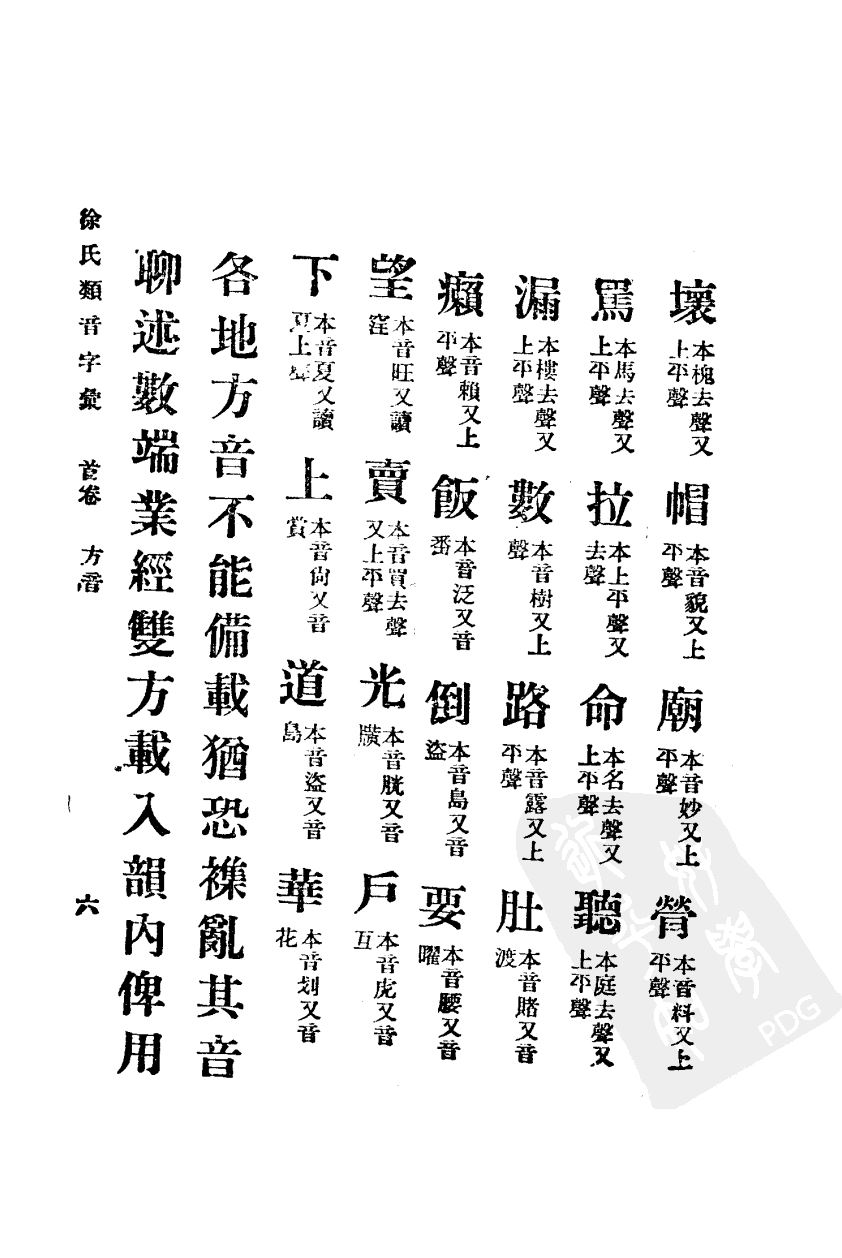 壞本槐去聲又上平聲 帽本音貌又上平聲 廟本音妙又上平聲 膋本音料又上平聲
罵本馬去聲又上平聲 拉本上平聲又去聲 命本名去聲又上平聲 聽本庭去聲又上平聲
漏本樓去聲又上平聲 數本音樹又上聲 路本音露又上平聲 肚本音賭又音渡
癩本音賴又上平聲 飯本音泛又音番 倒本音島又音盜 要本音腰又音曜
望本音旺又讀窪 賣本音買去聲又上平聲 光本音胱又音 戶本音虎又音互
下本音夏又讀夏上聲 上本音尙又音賞 道本音盜又音島 華本音划又音花
各地方音不能備載猶恐襍亂其音
聊述數端業經雙方載入韻內俾用
徐氏類音字彙 首卷 方音 六
PDG